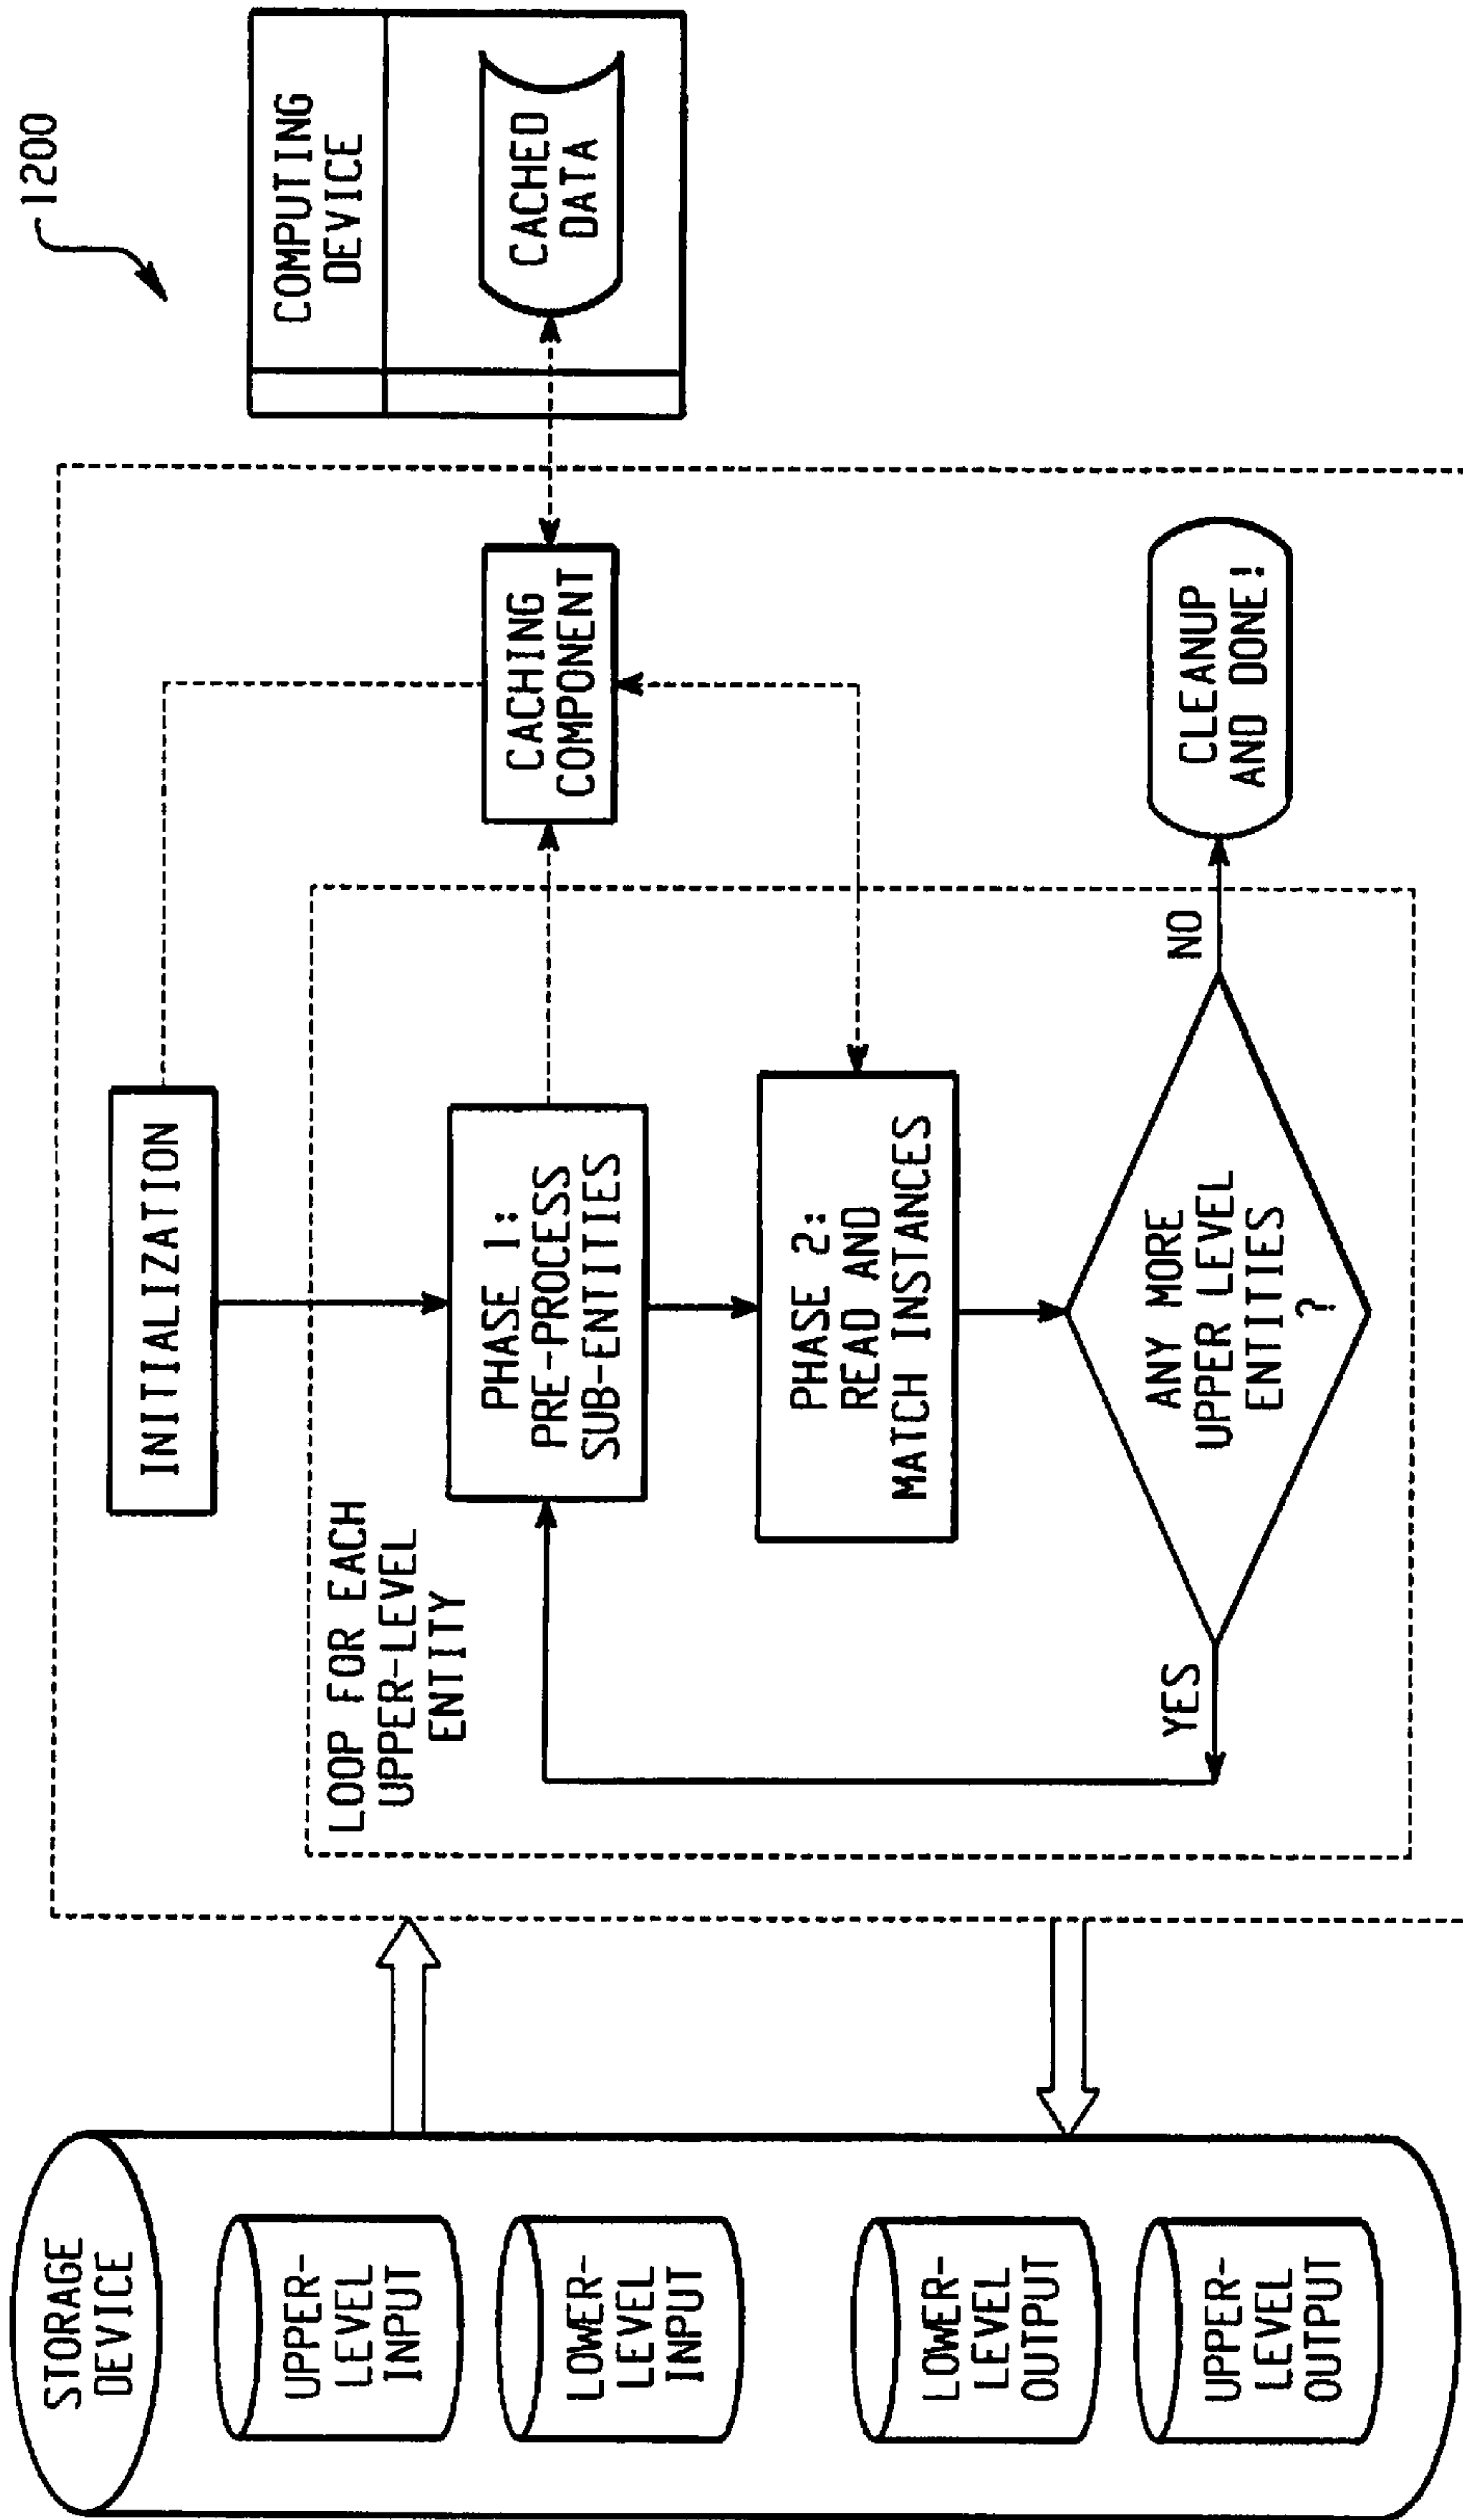 1200
STORAGE
DEVICE
UPPER-
LEVEL
INPUT
LOWER-
LEVEL
INPUT
LOWER-
LEVEL
OUTPUT
UPPER-
LEVEL
OUTPUT
LOOP FOR EACH
UPPER-LEVEL
ENTITY
INITIALIZATION
PHASE 1:
PRE-PROCESS
SUB-ENTITIES
PHASE 2:
READ AND
MATCH INSTANCES
ANY MORE
UPPER LEVEL
ENTITIES
?
YES
NO
CACHING
COMPONENT
CLEANUP
AND DONE!
COMPUTING
DEVICE
CACHED
DATA